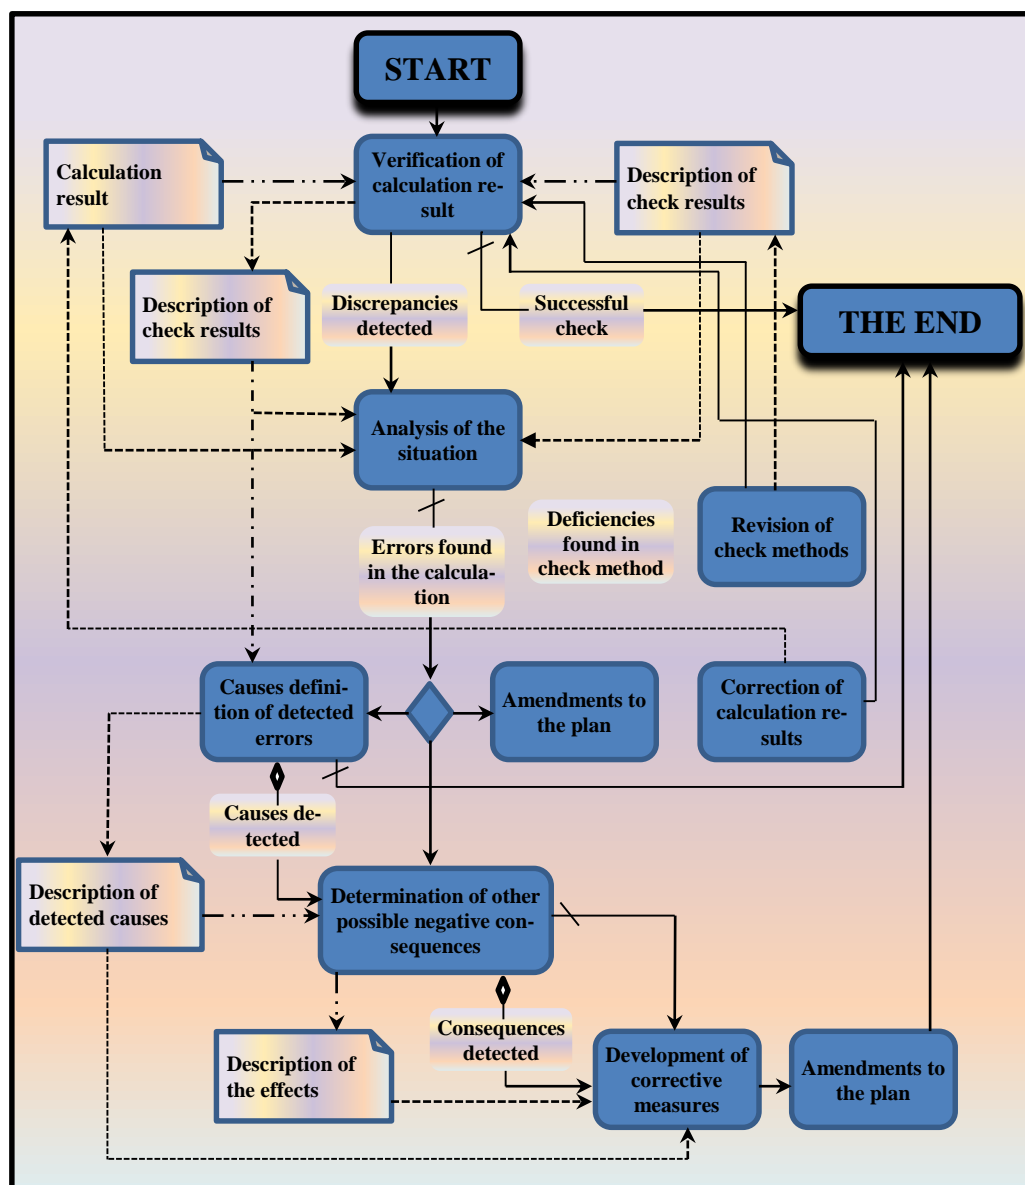 START
Calculation
result
Verification of
calculation re-
sult
Description of
check results
Description of
check results
Discrepancies
detected
Successful
check
THE END
Analysis of the
situation
Errors found
in the calcula-
tion
Deficiencies
found in
check method
Revision of
check methods
Causes defini-
tion of detected
errors
Amendments to
the plan
Correction of
calculation re-
sults
Causes de-
tected
Description of
detected causes
Determination of other
possible negative con-
sequences
Consequences
detected
Description of
the effects
Development of
corrective
measures
Amendments to
the plan